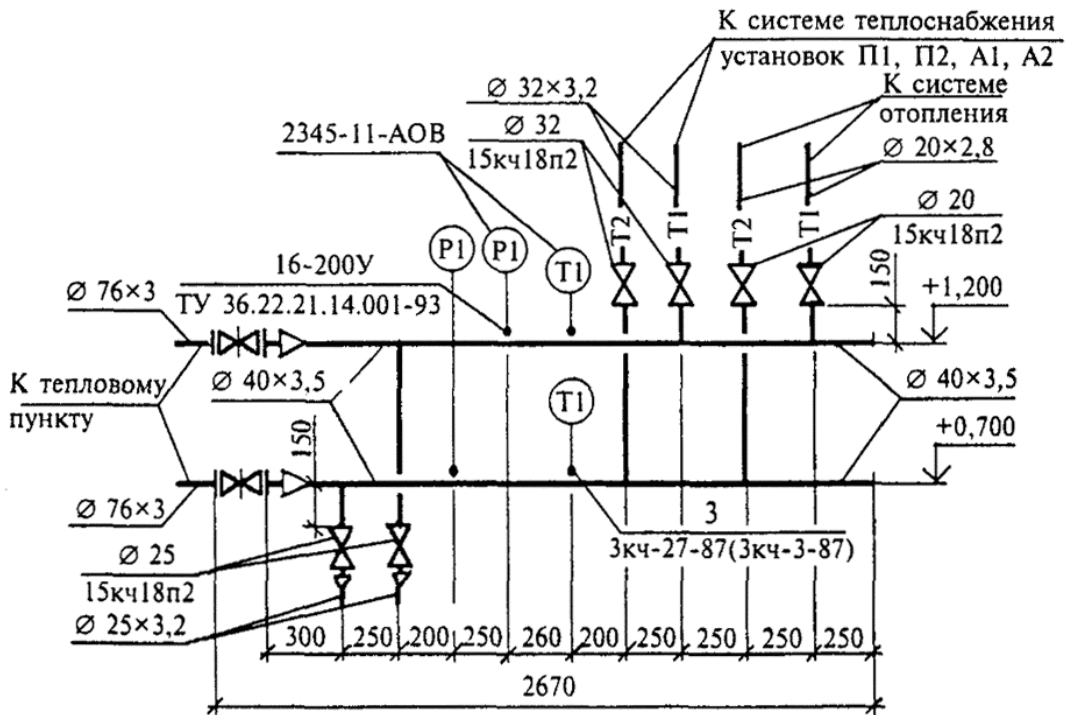 К системе теплоснабжения
установок П1, П2, А1, А2
Ø 32×3,2
К системе
отопления
2345-11-АОВ
Ø 32
15кч18п2
Ø 20×2,8
Т2
Т1
Т2
Т1
Ø 20
15кч18п2
Р1
Р1
Т1
16-200У
ТУ 36.22.21.14.001-93
Ø 76×3
150
+1,200
К тепловому
пункту
Ø 40×3,5
Т1
Ø 40×3,5
150
+0,700
Ø 76×3
3
3кч-27-87(3кч-3-87)
Ø 25
15кч18п2
Ø 25×3,2
300 250 200 250 260 200 250 250 250 250
2670